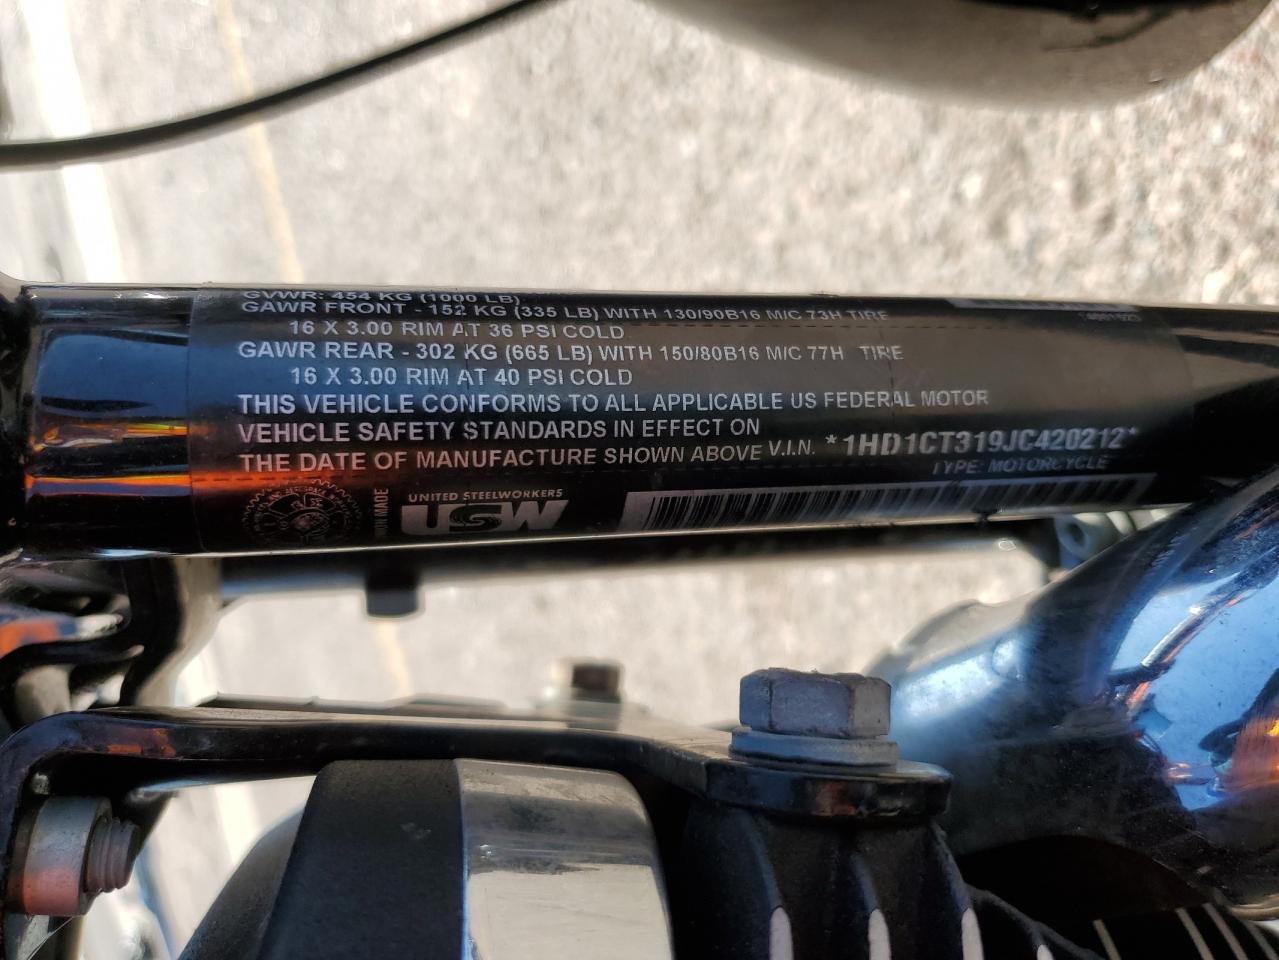 GVWR: 454 KG (1000 LB)
GAWR FRONT - 152 KG (335 LB) WITH 130/90B16 M/C 73H TIRE
16 X 3.00 RIM AT 36 PSI COLD
GAWR REAR - 302 KG (665 LB) WITH 150/80B16 M/C 77H TIRE
16 X 3.00 RIM AT 40 PSI COLD
THIS VEHICLE CONFORMS TO ALL APPLICABLE US FEDERAL MOTOR
VEHICLE SAFETY STANDARDS IN EFFECT ON
THE DATE OF MANUFACTURE SHOWN ABOVE V.I.N. *1HD1CT319JC420212*
TYPE: MOTORCYCLE
UNITED STEELWORKERS
USW